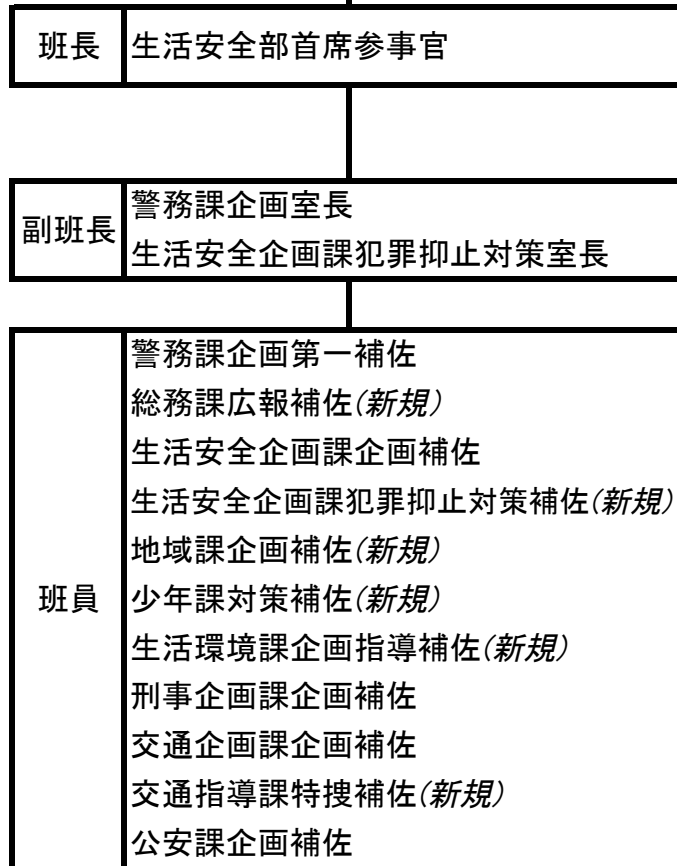 班長 生活安全部首席参事官
副班長
警務課企画室長
生活安全企画課犯罪抑止対策室長
班員
警務課企画第一補佐
総務課広報補佐(新規)
生活安全企画課企画補佐
生活安全企画課犯罪抑止対策補佐(新規)
地域課企画補佐(新規)
少年課対策補佐(新規)
生活環境課企画指導補佐(新規)
刑事企画課企画補佐
交通企画課企画補佐
交通指導課特捜補佐(新規)
公安課企画補佐